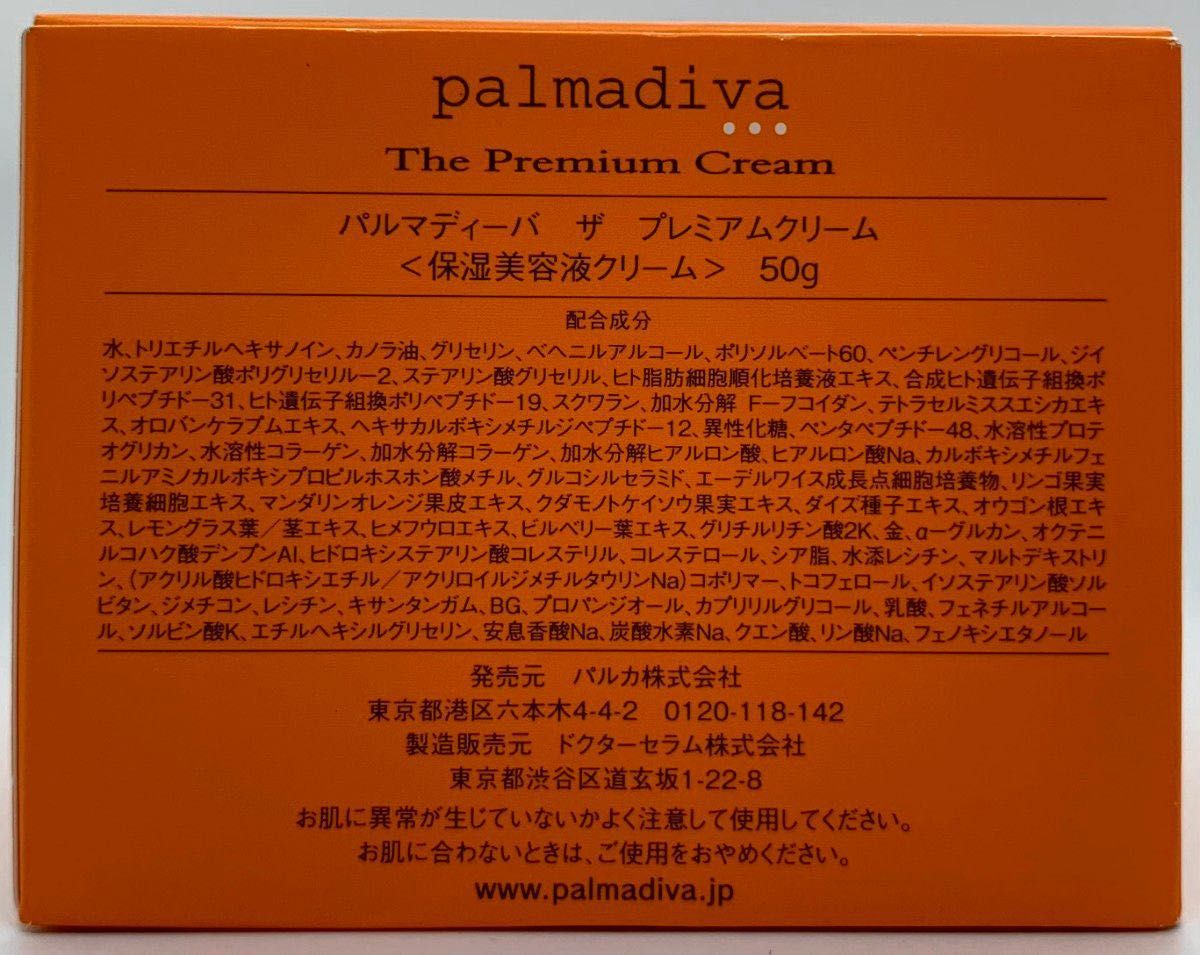 palmadiva
The Premium Cream
パルマディーバ　ザ　プレミアムクリーム
＜保湿美容液クリーム＞　50g
配合成分
水、トリエチルヘキサノイン、カノラ油、グリセリン、ベヘニルアルコール、ポリソルベート60、ペンチレングリコール、ジイ
ソステアリン酸ポリグリセリルー2、ステアリン酸グリセリル、ヒト脂肪細胞順化培養液エキス、合成ヒト遺伝子組換ポ
リペプチドー31、ヒト遺伝子組換ポリペプチドー19、スクワラン、加水分解 Fーフコイダン、テトラセルミススエシカエキ
ス、オロバンケラプムエキス、ヘキサカルボキシメチルジペプチドー12、異性化糖、ペンタペプチドー48、水溶性プロテ
オグリカン、水溶性コラーゲン、加水分解コラーゲン、加水分解ヒアルロン酸、ヒアルロン酸Na、カルボキシメチルフェ
ニルアミノカルボキシプロピルホスホン酸メチル、グルコシルセラミド、エーデルワイス成長点細胞培養物、リンゴ果実
培養細胞エキス、マンダリンオレンジ果皮エキス、クダモノトケイソウ果実エキス、ダイズ種子エキス、オウゴン根エキ
ス、レモングラス葉／茎エキス、ヒメフウロエキス、ビルベリー葉エキス、グリチルリチン酸2K、金、αーグルカン、オクテニ
ルコハク酸デンプンAl、ヒドロキシステアリン酸コレステリル、コレステロール、シア脂、水添レシチン、マルトデキストリ
ン、（アクリル酸ヒドロキシエチル／アクリロイルジメチルタウリンNa）コポリマー、トコフェロール、イソステアリン酸ソル
ビタン、ジメチコン、レシチン、キサンタンガム、BG、プロパンジオール、カプリリルグリコール、乳酸、フェネチルアルコー
ル、ソルビン酸K、エチルヘキシルグリセリン、安息香酸Na、炭酸水素Na、クエン酸、リン酸Na、フェノキシエタノール
発売元　パルカ株式会社
東京都港区六本木4-4-2　0120-118-142
製造販売元　ドクターセラム株式会社
東京都渋谷区道玄坂1-22-8
お肌に異常が生じていないかよく注意して使用してください。
お肌に合わないときは、ご使用をおやめください。
www.palmadiva.jp